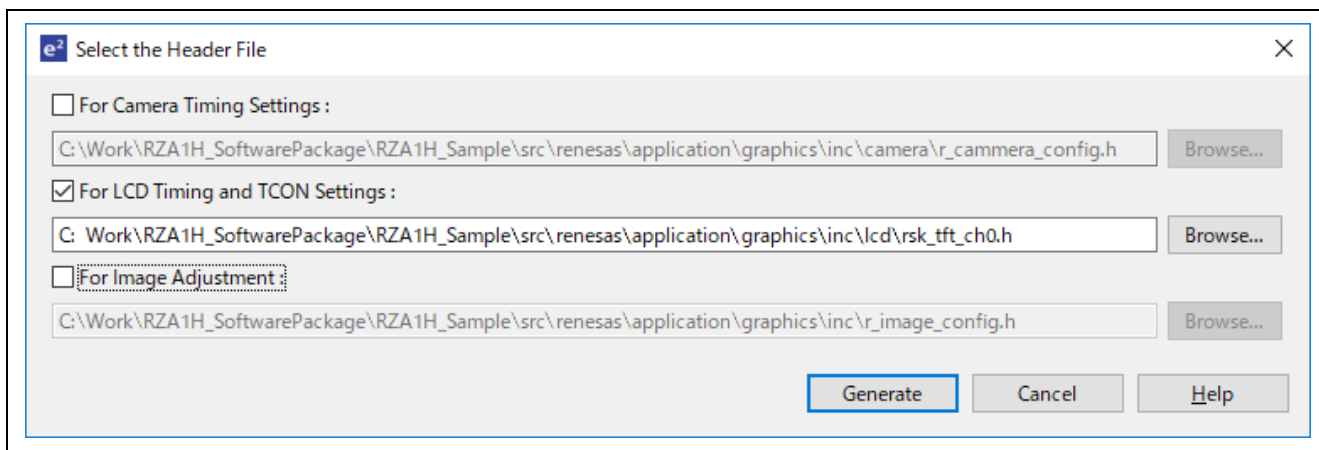 e² Select the Header File
For Camera Timing Settings :
C:\Work\RZA1H_SoftwarePackage\RZA1H_Sample\src\renesas\application\graphics\inc\camera\r_cammera_config.h Browse...
For LCD Timing and TCON Settings :
C: Work\RZA1H_SoftwarePackage\RZA1H_Sample\src\renesas\application\graphics\inc\lcd\rsk_tft_ch0.h Browse...
For Image Adjustment :
C:\Work\RZA1H_SoftwarePackage\RZA1H_Sample\src\renesas\application\graphics\inc\r_image_config.h Browse...
Generate Cancel Help